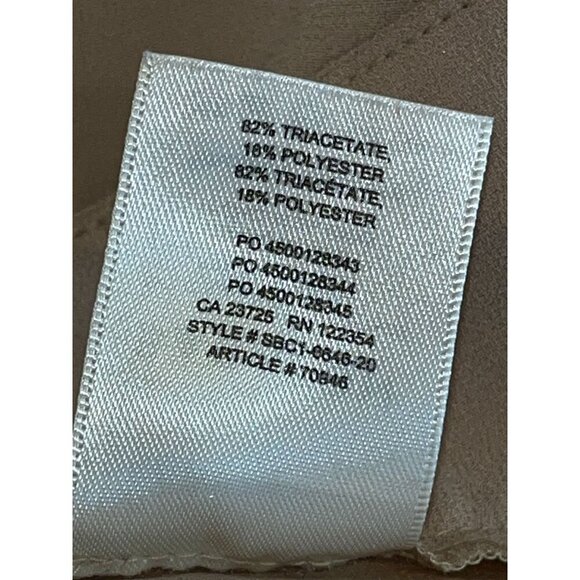 82% TRIACETATE,
18% POLYESTER
82% TRIACÉTATE,
18% POLYESTER
PO 4500128343
PO 4500128344
PO 4500128345
CA 23725 RN 122354
STYLE # SBC1-6646-20
ARTICLE # 70846